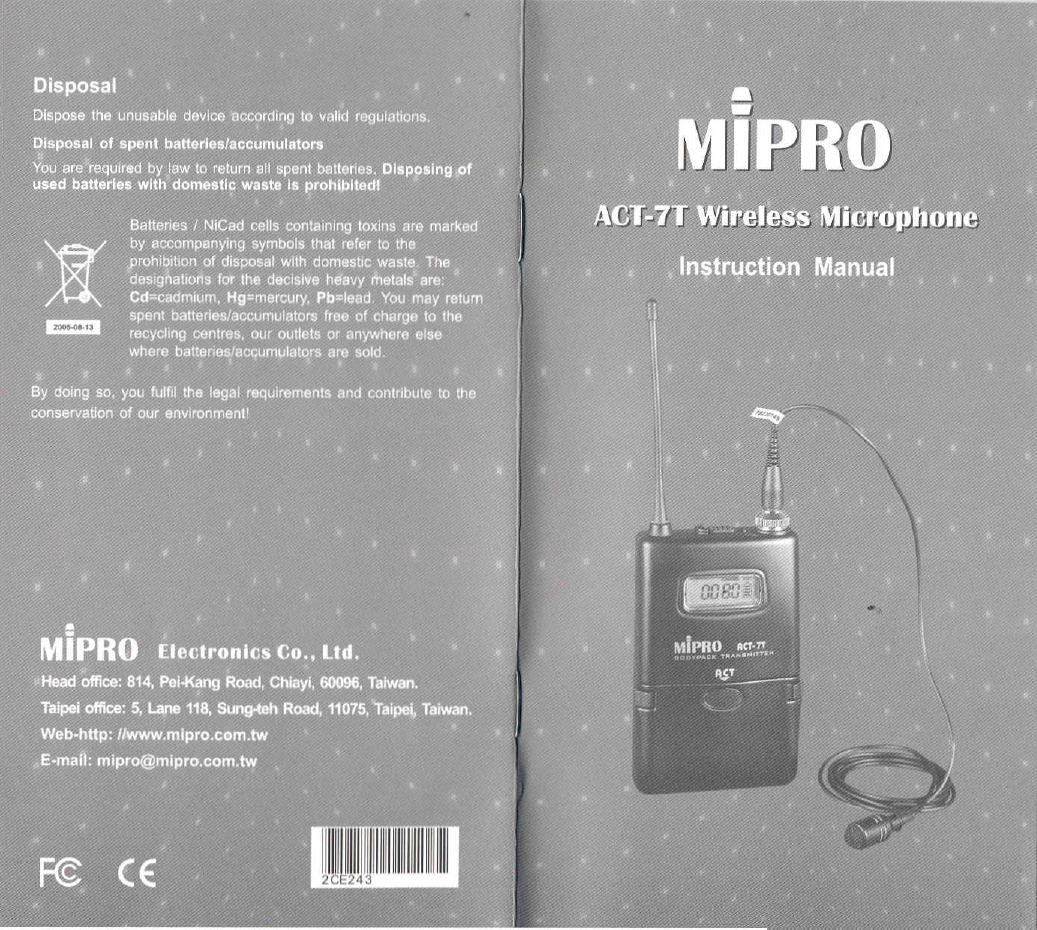 Disposal
Dispose the unusable device according to valid regulations.
Disposal of spent batteries/accumulators
You are required by law to return all spent batteries. Disposing of
used batteries with domestic waste is prohibited!
Batteries / NiCad cells containing toxins are marked
by accompanying symbols that refer to the
prohibition of disposal with domestic waste. The
designations for the decisive heavy metals are:
Cd=cadmium, Hg=mercury, Pb=lead. You may return
spent batteries/accumulators free of charge to the
recycling centres, our outlets or anywhere else
where batteries/accumulators are sold.
2005-08-13
By doing so, you fulfil the legal requirements and contribute to the
conservation of our environment!
MIPRO Electronics Co., Ltd.
Head office: 814, Pei-Kang Road, Chiayi, 60096, Taiwan.
Taipei office: 5, Lane 118, Sung-teh Road, 11075, Taipei, Taiwan.
Web-http: //www.mipro.com.tw
E-mail: mipro@mipro.com.tw
FC CE
2CE243
MIPRO
ACT-7T Wireless Microphone
Instruction Manual
MIPRO ACT-7T
BODYPACK TRANSMITTER
ACT